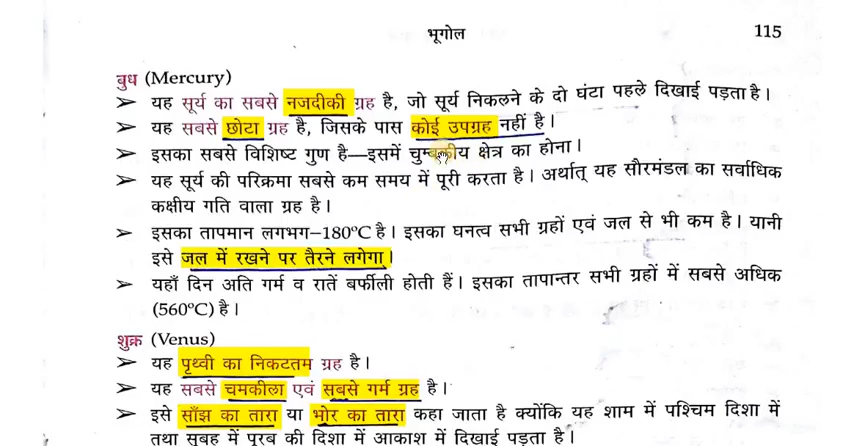 भूगोल 115
बुध (Mercury)
➢ यह सूर्य का सबसे नजदीकी ग्रह है, जो सूर्य निकलने के दो घंटा पहले दिखाई पड़ता है।
➢ यह सबसे छोटा ग्रह है, जिसके पास कोई उपग्रह नहीं है।
➢ इसका सबसे विशिष्ट गुण है—इसमें चुम्बकीय क्षेत्र का होना।
➢ यह सूर्य की परिक्रमा सबसे कम समय में पूरी करता है। अर्थात् यह सौरमंडल का सर्वाधिक
कक्षीय गति वाला ग्रह है।
➢ इसका तापमान लगभग–180°C है। इसका घनत्व सभी ग्रहों एवं जल से भी कम है। यानी
इसे जल में रखने पर तैरने लगेगा।
➢ यहाँ दिन अति गर्म व रातें बर्फीली होती हैं। इसका तापान्तर सभी ग्रहों में सबसे अधिक
(560°C) है।
शुक्र (Venus)
➢ यह पृथ्वी का निकटतम ग्रह है।
➢ यह सबसे चमकीला एवं सबसे गर्म ग्रह है।
➢ इसे साँझ का तारा या भोर का तारा कहा जाता है क्योंकि यह शाम में पश्चिम दिशा में
तथा सुबह में पूरब की दिशा में आकाश में दिखाई पड़ता है।